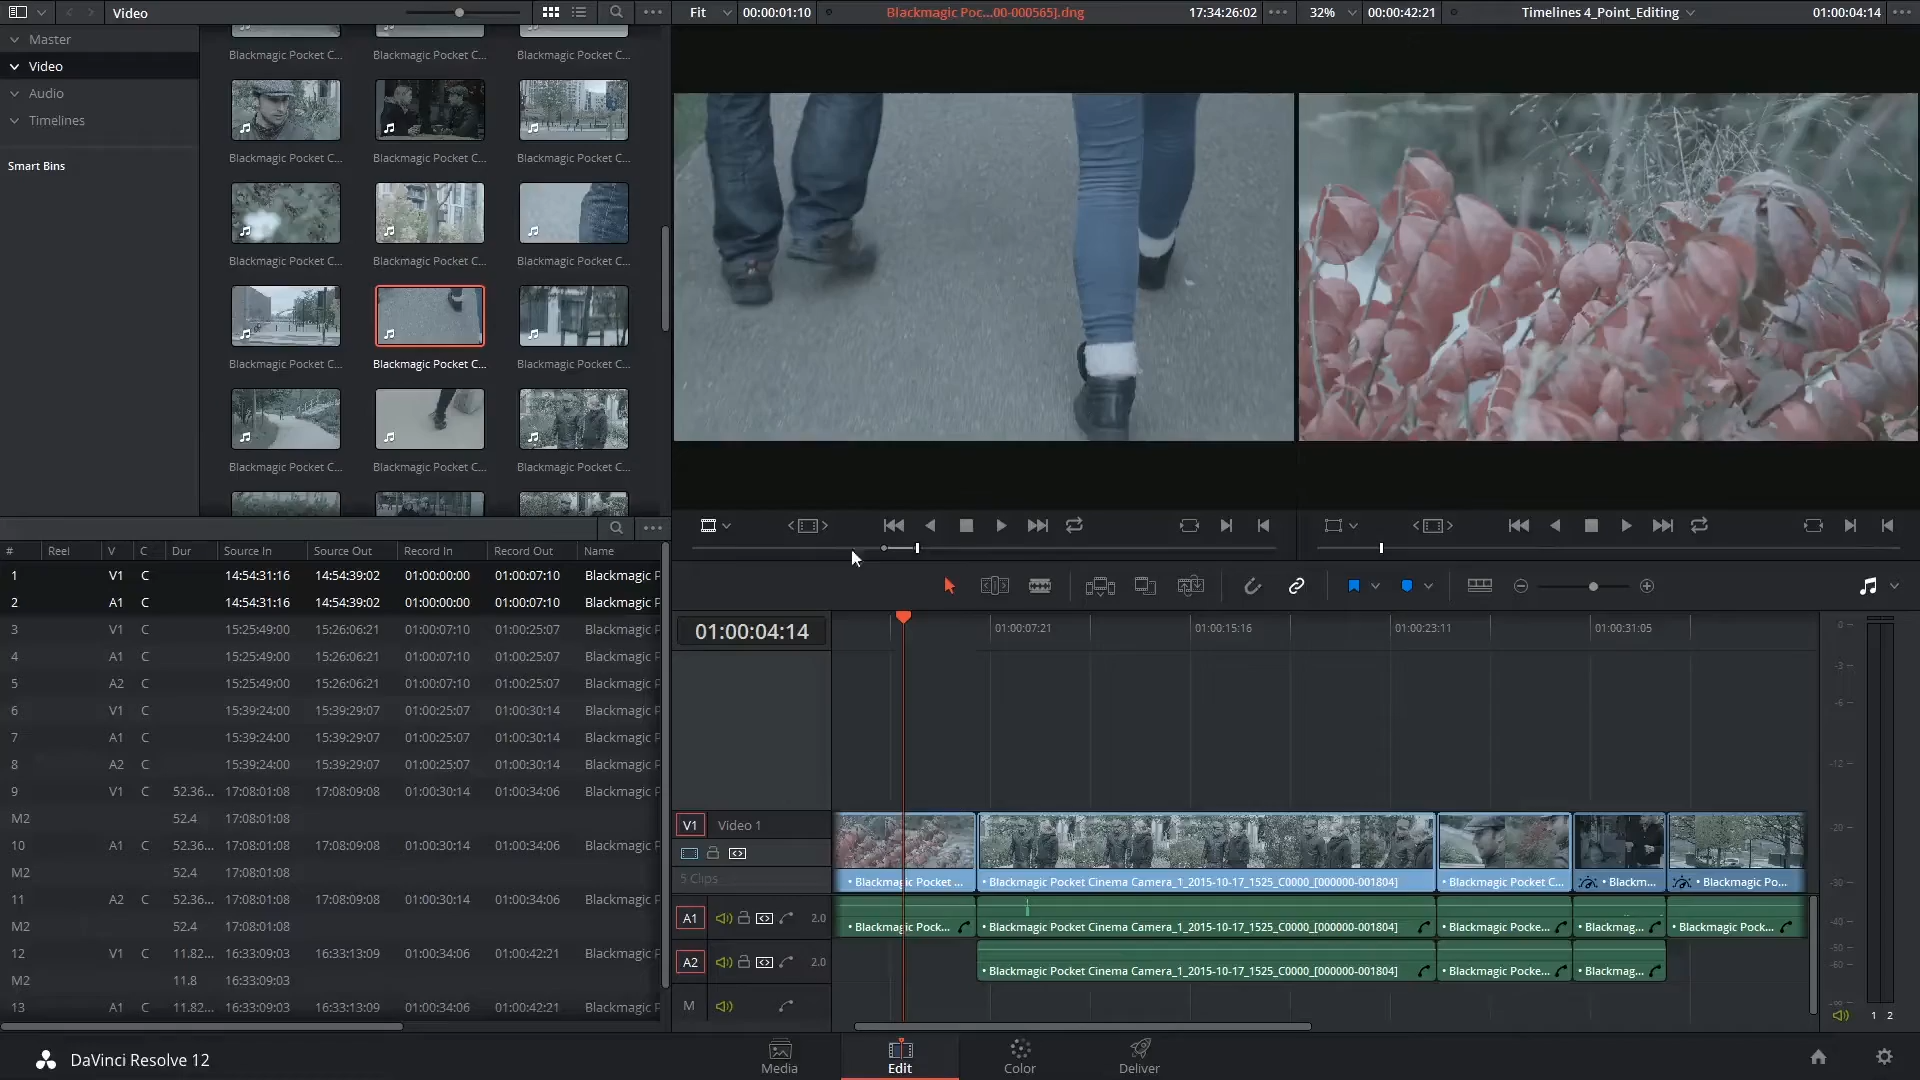 Video
Fit 00:00:01:10 Blackmagic Poc...00-000565].dng 17:34:26:02 32% 00:00:42:21 Timelines 4_Point_Editing 01:00:04:14
Master
Video
Audio
Timelines
Smart Bins
Blackmagic Pocket C... Blackmagic Pocket C... Blackmagic Pocket C...
Blackmagic Pocket C... Blackmagic Pocket C... Blackmagic Pocket C...
Blackmagic Pocket C... Blackmagic Pocket C... Blackmagic Pocket C...
Blackmagic Pocket C... Blackmagic Pocket C... Blackmagic Pocket C...
Blackmagic Pocket C... Blackmagic Pocket C... Blackmagic Pocket C...
# Reel V C Dur Source In Source Out Record In Record Out Name
1 V1 C 14:54:31:16 14:54:39:02 01:00:00:00 01:00:07:10 Blackmagic P
2 A1 C 14:54:31:16 14:54:39:02 01:00:00:00 01:00:07:10 Blackmagic P
3 V1 C 15:25:49:00 15:26:06:21 01:00:07:10 01:00:25:07 Blackmagic P
4 A1 C 15:25:49:00 15:26:06:21 01:00:07:10 01:00:25:07 Blackmagic P
5 A2 C 15:25:49:00 15:26:06:21 01:00:07:10 01:00:25:07 Blackmagic P
6 V1 C 15:39:24:00 15:39:29:07 01:00:25:07 01:00:30:14 Blackmagic P
7 A1 C 15:39:24:00 15:39:29:07 01:00:25:07 01:00:30:14 Blackmagic P
8 A2 C 15:39:24:00 15:39:29:07 01:00:25:07 01:00:30:14 Blackmagic P
9 V1 C 52.36... 17:08:01:08 17:08:09:08 01:00:30:14 01:00:34:06 Blackmagic P
M2 52.4 17:08:01:08
10 A1 C 52.36... 17:08:01:08 17:08:09:08 01:00:30:14 01:00:34:06 Blackmagic P
M2 52.4 17:08:01:08
11 A2 C 52.36... 17:08:01:08 17:08:09:08 01:00:30:14 01:00:34:06 Blackmagic P
M2 52.4 17:08:01:08
12 V1 C 11.82... 16:33:09:03 16:33:13:09 01:00:34:06 01:00:42:21 Blackmagic P
M2 11.8 16:33:09:03
13 A1 C 11.82... 16:33:09:03 16:33:13:09 01:00:34:06 01:00:42:21 Blackmagic P
01:00:04:14
01:00:07:21 01:00:15:16 01:00:23:11 01:00:31:05
V1 Video 1
5 Clips
• Blackmagic Pocket ... • Blackmagic Pocket Cinema Camera_1_2015-10-17_1525_C0000_[000000-001804] • Blackmagic Pocket C... • Blackm... • Blackmagic Po...
A1 2.0
• Blackmagic Pock... • Blackmagic Pocket Cinema Camera_1_2015-10-17_1525_C0000_[000000-001804] • Blackmagic Pocke... • Blackmag... • Blackmagic Pock...
A2 2.0
• Blackmagic Pocket Cinema Camera_1_2015-10-17_1525_C0000_[000000-001804] • Blackmagic Pocke... • Blackmag...
M
0
-3
-6
-12
-20
-30
-40
-50
-60
1 2
DaVinci Resolve 12
Media Edit Color Deliver